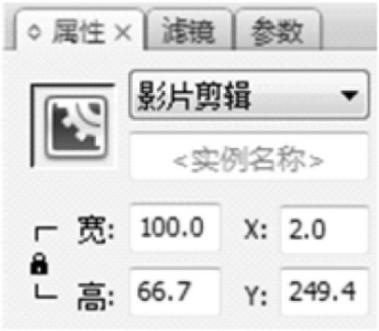 属性 滤镜 参数
影片剪辑
<实例名称>
宽: 100.0 X: 2.0
高: 66.7 Y: 249.4